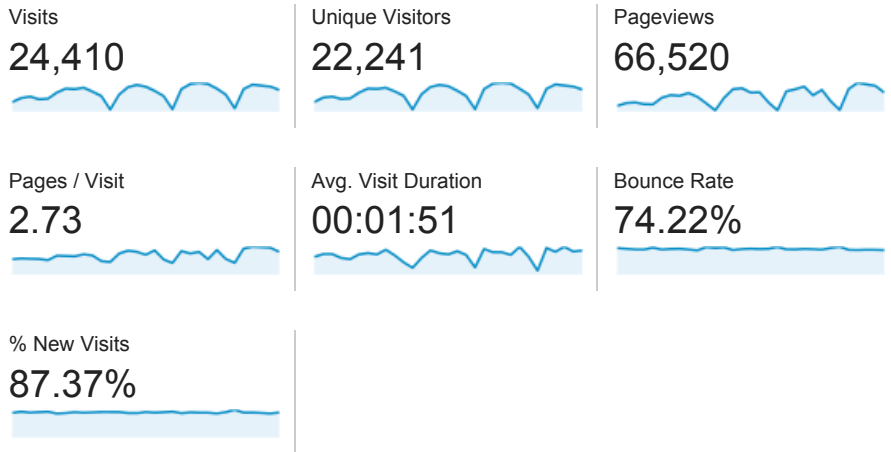 Visits
24,410
Unique Visitors
22,241
Pageviews
66,520
Pages / Visit
2.73
Avg. Visit Duration
00:01:51
Bounce Rate
74.22%
% New Visits
87.37%